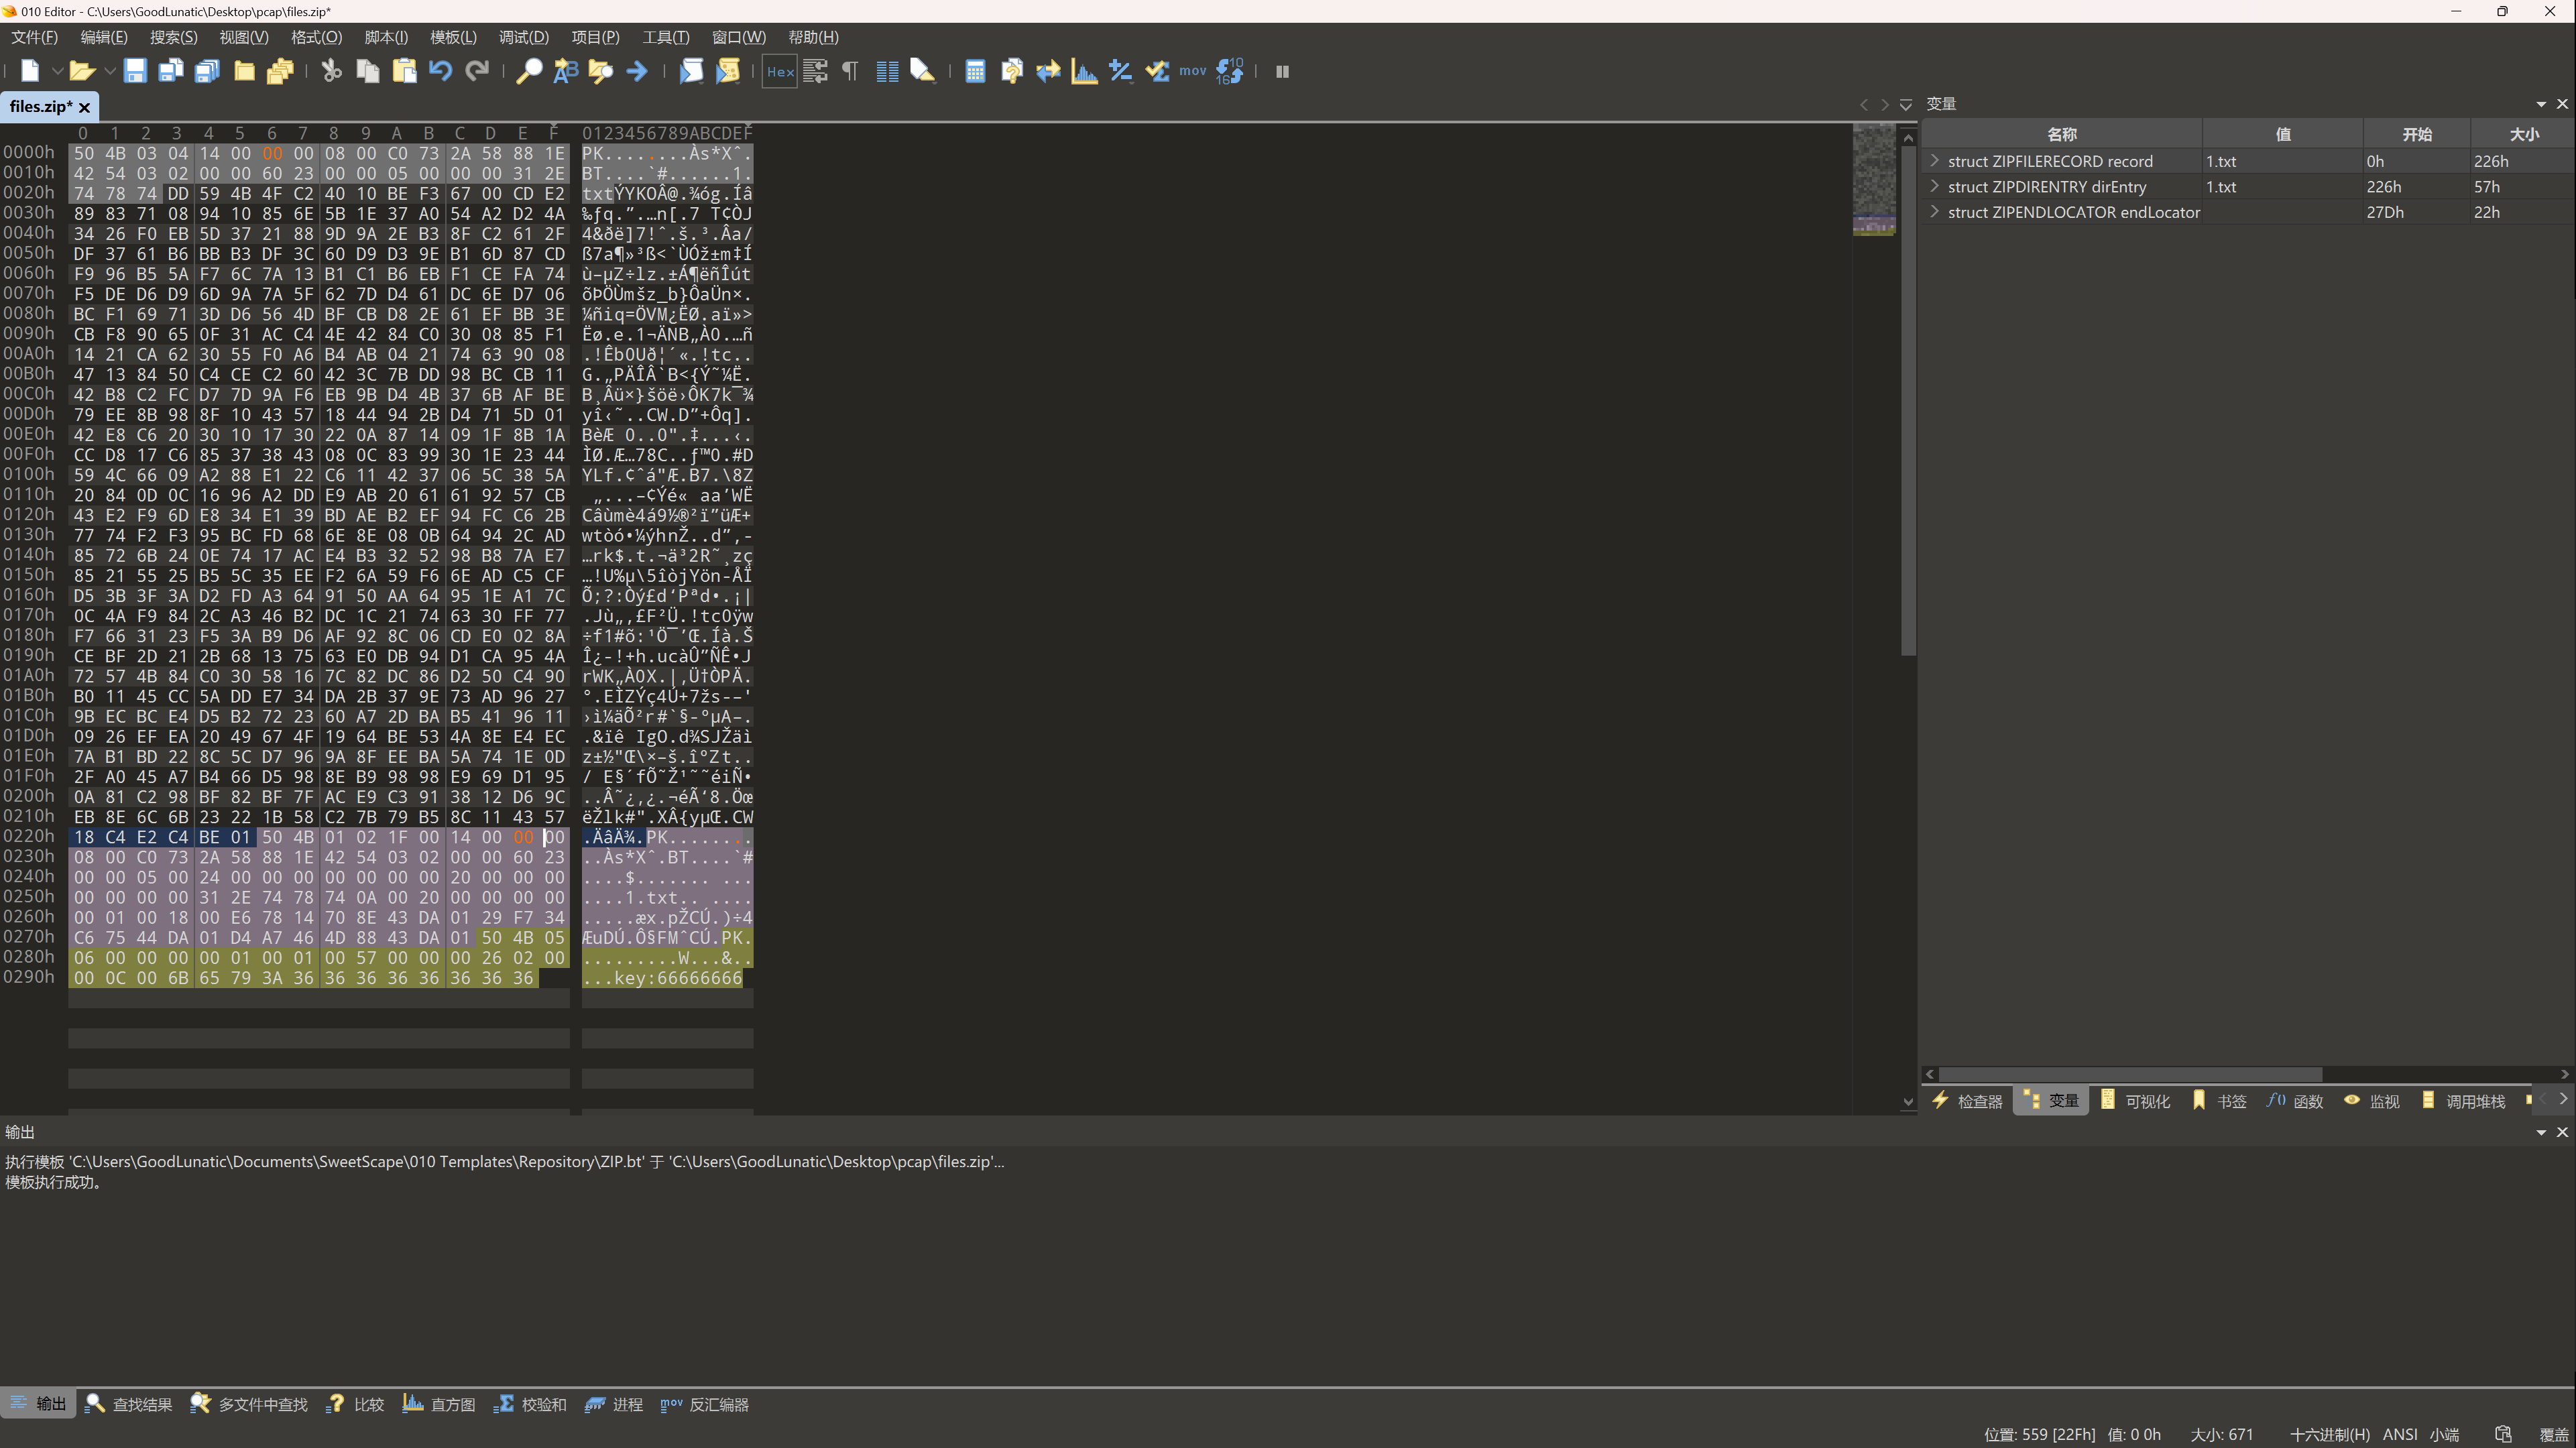 010 Editor - C:\Users\GoodLunatic\Desktop\pcap\files.zip*
文件(F) 编辑(E) 搜索(S) 视图(V) 格式(O) 脚本(I) 模板(L) 调试(D) 项目(P) 工具(T) 窗口(W) 帮助(H)
Hex mov 10 16
files.zip*
变量
0 1 2 3 4 5 6 7 8 9 A B C D E F 0123456789ABCDEF
名称 值 开始 大小
struct ZIPFILERECORD record 1.txt 0h 226h
struct ZIPDIRENTRY dirEntry 1.txt 226h 57h
struct ZIPENDLOCATOR endLocator 27Dh 22h
0000h 50 4B 03 04 14 00 00 00 08 00 C0 73 2A 58 88 1E PK........Às*Xˆ.
0010h 42 54 03 02 00 00 60 23 00 00 05 00 00 00 31 2E BT....`#......1.
0020h 74 78 74 DD 59 4B 4F C2 40 10 BE F3 67 00 CD E2 txtÝYKOÂ@.¾óg.Íâ
0030h 89 83 71 08 94 10 85 6E 5B 1E 37 A0 54 A2 D2 4A ‰ƒq.”.…n[.7 T¢ÒJ
0040h 34 26 F0 EB 5D 37 21 88 9D 9A 2E B3 8F C2 61 2F 4&ðë]7!ˆ.š.³.Âa/
0050h DF 37 61 B6 BB B3 DF 3C 60 D9 D3 9E B1 6D 87 CD ß7a¶»³ß<`ÙÓž±m‡Í
0060h F9 96 B5 5A F7 6C 7A 13 B1 C1 B6 EB F1 CE FA 74 ù–µZ÷lz.±Á¶ëñÎút
0070h F5 DE D6 D9 6D 9A 7A 5F 62 7D D4 61 DC 6E D7 06 õÞÖÙmšz_b}ÔaÜn×.
0080h BC F1 69 71 3D D6 56 4D BF CB D8 2E 61 EF BB 3E ¼ñiq=ÖVM¿ËØ.aï»>
0090h CB F8 90 65 0F 31 AC C4 4E 42 84 C0 30 08 85 F1 Ëø.e.1¬ÄNB„À0.…ñ
00A0h 14 21 CA 62 30 55 F0 A6 B4 AB 04 21 74 63 90 08 .!Êb0Uð¦´«.!tc..
00B0h 47 13 84 50 C4 CE C2 60 42 3C 7B DD 98 BC CB 11 G.„PÄÎÂ`B<{Ý˜¼Ë.
00C0h 42 B8 C2 FC D7 7D 9A F6 EB 9B D4 4B 37 6B AF BE B¸Âü×}šöë›ÔK7k¯¾
00D0h 79 EE 8B 98 8F 10 43 57 18 44 94 2B D4 71 5D 01 yî‹˜..CW.D”+Ôq].
00E0h 42 E8 C6 20 30 10 17 30 22 0A 87 14 09 1F 8B 1A BèÆ 0..0".‡...‹.
00F0h CC D8 17 C6 85 37 38 43 08 0C 83 99 30 1E 23 44 ÌØ.Æ…78C..ƒ™0.#D
0100h 59 4C 66 09 A2 88 E1 22 C6 11 42 37 06 5C 38 5A YLf.¢ˆá"Æ.B7.\8Z
0110h 20 84 0D 0C 16 96 A2 DD E9 AB 20 61 61 92 57 CB  „...–¢Ýé« aa’WË
0120h 43 E2 F9 6D E8 34 E1 39 BD AE B2 EF 94 FC C6 2B Câùmè4á9½®²ï”üÆ+
0130h 77 74 F2 F3 95 BC FD 68 6E 8E 08 0B 64 94 2C AD wtòó•¼ýhnŽ..d”,-
0140h 85 72 6B 24 0E 74 17 AC E4 B3 32 52 98 B8 7A E7 …rk$.t.¬ä³2R˜¸zç
0150h 85 21 55 25 B5 5C 35 EE F2 6A 59 F6 6E AD C5 CF …!U%µ\5îòjYön-ÅÏ
0160h D5 3B 3F 3A D2 FD A3 64 91 50 AA 64 95 1E A1 7C Õ;?:Òý£d‘Pªd•.¡|
0170h 0C 4A F9 84 2C A3 46 B2 DC 1C 21 74 63 30 FF 77 .Jù„,£F²Ü.!tc0ÿw
0180h F7 66 31 23 F5 3A B9 D6 AF 92 8C 06 CD E0 02 8A ÷f1#õ:¹Ö¯’Œ.Íà.Š
0190h CE BF 2D 21 2B 68 13 75 63 E0 DB 94 D1 CA 95 4A Î¿-!+h.ucàÛ”ÑÊ•J
01A0h 72 57 4B 84 C0 30 58 16 7C 82 DC 86 D2 50 C4 90 rWK„À0X.|‚Ü†ÒPÄ.
01B0h B0 11 45 CC 5A DD E7 34 DA 2B 37 9E 73 AD 96 27 °.EÌZÝç4Ú+7žs-–'
01C0h 9B EC BC E4 D5 B2 72 23 60 A7 2D BA B5 41 96 11 ›ì¼äÕ²r#`§-ºµA–.
01D0h 09 26 EF EA 20 49 67 4F 19 64 BE 53 4A 8E E4 EC .&ïê IgO.d¾SJŽäì
01E0h 7A B1 BD 22 8C 5C D7 96 9A 8F EE BA 5A 74 1E 0D z±½"Œ\×–š.îºZt..
01F0h 2F A0 45 A7 B4 66 D5 98 8E B9 98 98 E9 69 D1 95 / E§´fÕ˜Ž¹˜˜éiÑ•
0200h 0A 81 C2 98 BF 82 BF 7F AC E9 C3 91 38 12 D6 9C ..Â˜¿‚¿.¬éÃ‘8.Öœ
0210h EB 8E 6C 6B 23 22 1B 58 C2 7B 79 B5 8C 11 43 57 ëŽlk#".XÂ{yµŒ.CW
0220h 18 C4 E2 C4 BE 01 50 4B 01 02 1F 00 14 00 00 00 .ÄâÄ¾.PK........
0230h 08 00 C0 73 2A 58 88 1E 42 54 03 02 00 00 60 23 ..Às*Xˆ.BT....`#
0240h 00 00 05 00 24 00 00 00 00 00 00 00 20 00 00 00 ....$....... ...
0250h 00 00 00 00 31 2E 74 78 74 0A 00 20 00 00 00 00 ....1.txt.. ....
0260h 00 01 00 18 00 E6 78 14 70 8E 43 DA 01 29 F7 34 .....æx.pŽCÚ.)÷4
0270h C6 75 44 DA 01 D4 A7 46 4D 88 43 DA 01 50 4B 05 ÆuDÚ.Ô§FMˆCÚ.PK.
0280h 06 00 00 00 00 01 00 01 00 57 00 00 00 26 02 00 .........W...&..
0290h 00 0C 00 6B 65 79 3A 36 36 36 36 36 36 36 36 ...key:66666666
检查器 变量 可视化 书签 f() 函数 监视 调用堆栈
输出
执行模板 'C:\Users\GoodLunatic\Documents\SweetScape\010 Templates\Repository\ZIP.bt' 于 'C:\Users\GoodLunatic\Desktop\pcap\files.zip'...
模板执行成功。
输出 查找结果 多文件中查找 比较 直方图 校验和 进程 mov 反汇编器
位置: 559 [22Fh] 值: 0 0h 大小: 671 十六进制(H) ANSI 小端 覆盖